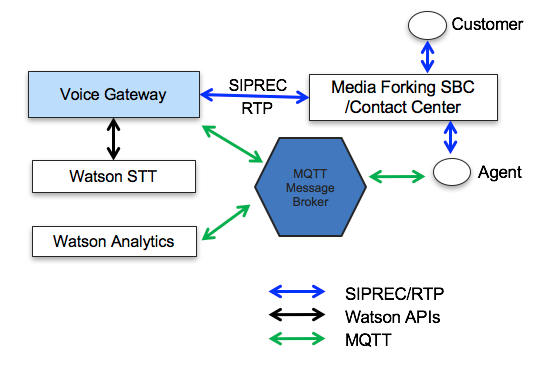 Customer
Voice Gateway
SIPREC
RTP
Media Forking SBC
/Contact Center
Watson STT
MQTT
Message
Broker
Agent
Watson Analytics
SIPREC/RTP
Watson APIs
MQTT